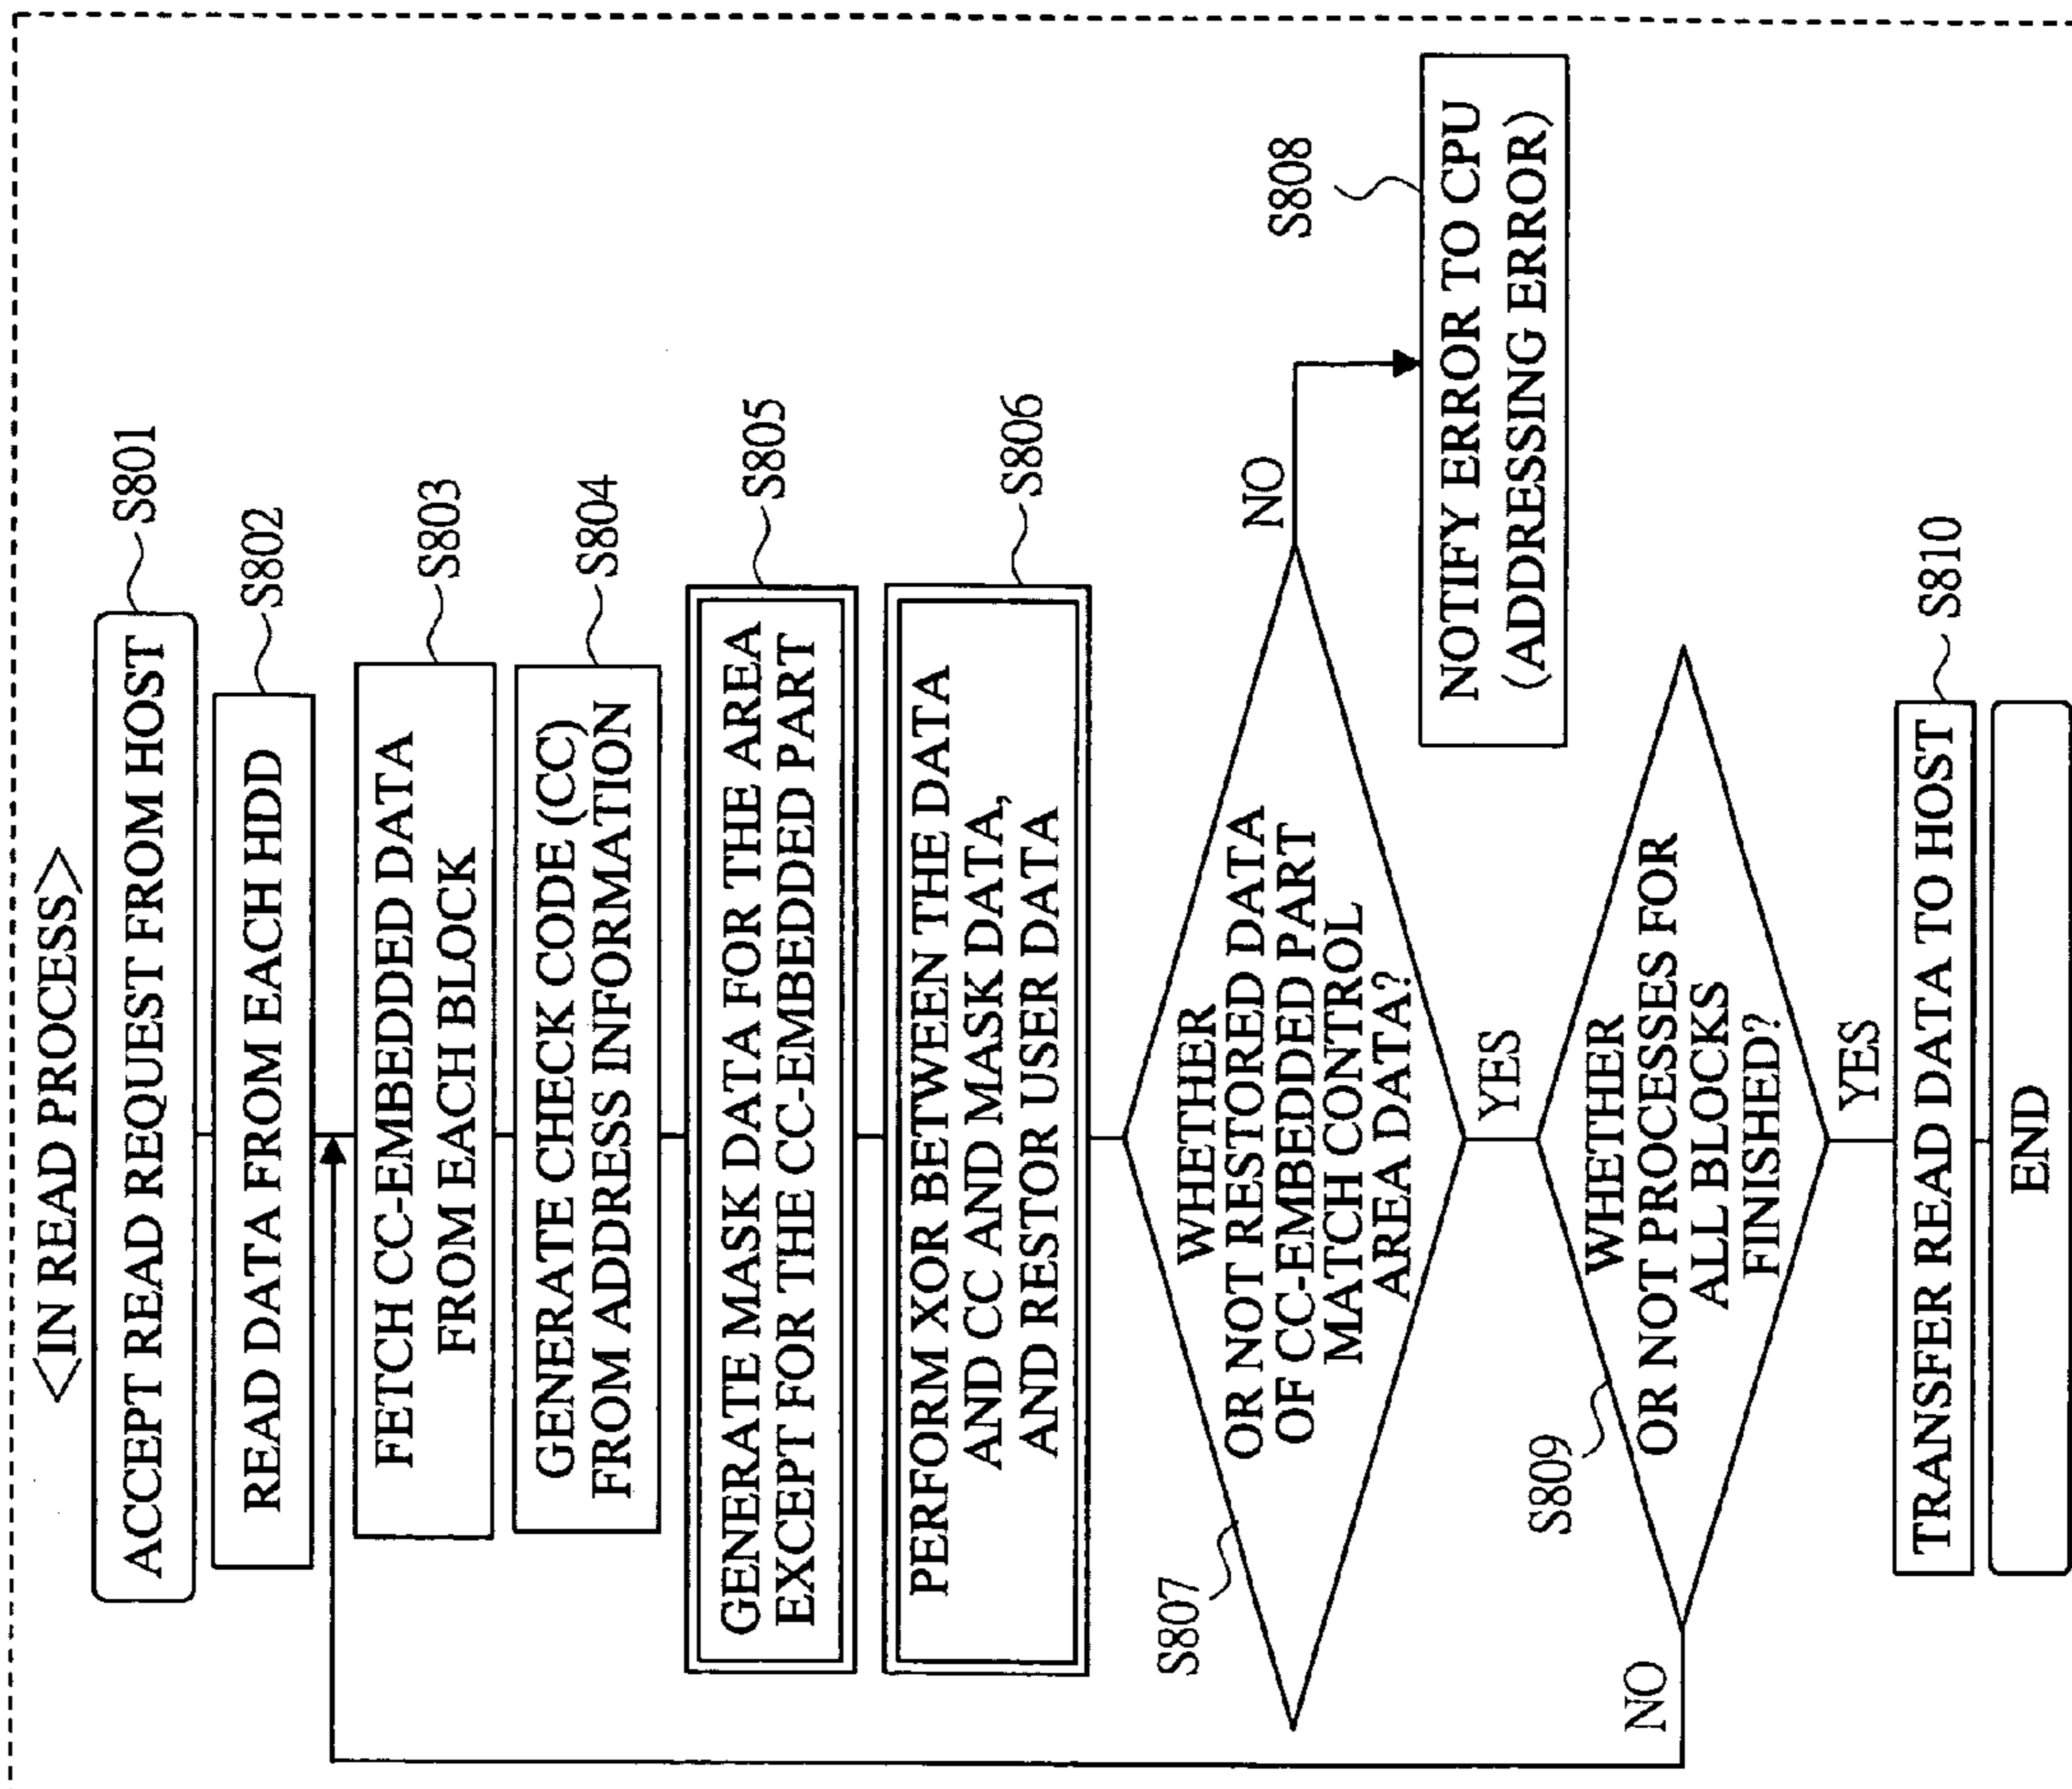 <IN READ PROCESS>
ACCEPT READ REQUEST FROM HOST
S801
READ DATA FROM EACH HDD
S802
FETCH CC-EMBEDDED DATA
FROM EACH BLOCK
S803
GENERATE CHECK CODE (CC)
FROM ADDRESS INFORMATION
S804
GENERATE MASK DATA FOR THE AREA
EXCEPT FOR THE CC-EMBEDDED PART
S805
PERFORM XOR BETWEEN THE DATA
AND CC AND MASK DATA,
AND RESTOR USER DATA
S806
S807
WHETHER
OR NOT RESTORED DATA
OF CC-EMBEDDED PART
MATCH CONTROL
AREA DATA?
NO
S808
NOTIFY ERROR TO CPU
(ADDRESSING ERROR)
YES
S809
WHETHER
OR NOT PROCESSES FOR
ALL BLOCKS
FINISHED?
NO
YES
TRANSFER READ DATA TO HOST
S810
END